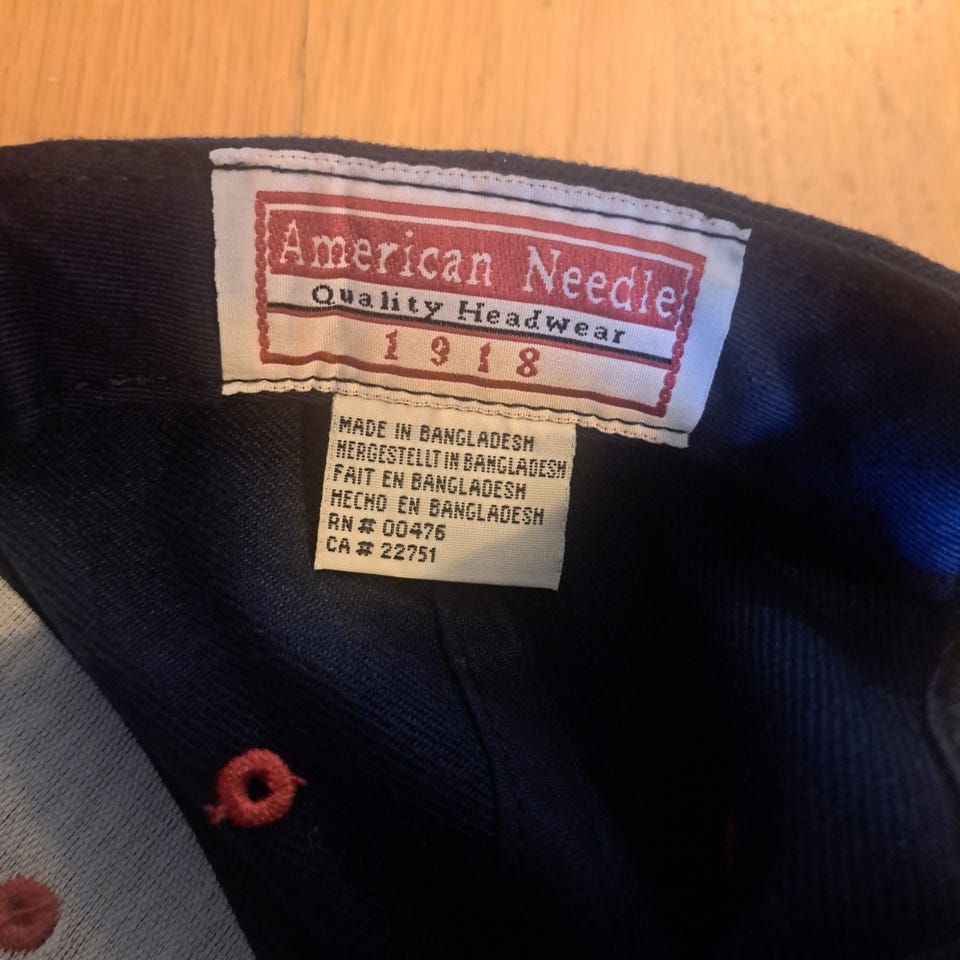 American Needle
Quality Headwear
1918
MADE IN BANGLADESH
HERGESTELLT IN BANGLADESH
FAIT EN BANGLADESH
HECHO EN BANGLADESH
RN # 00476
CA # 22751